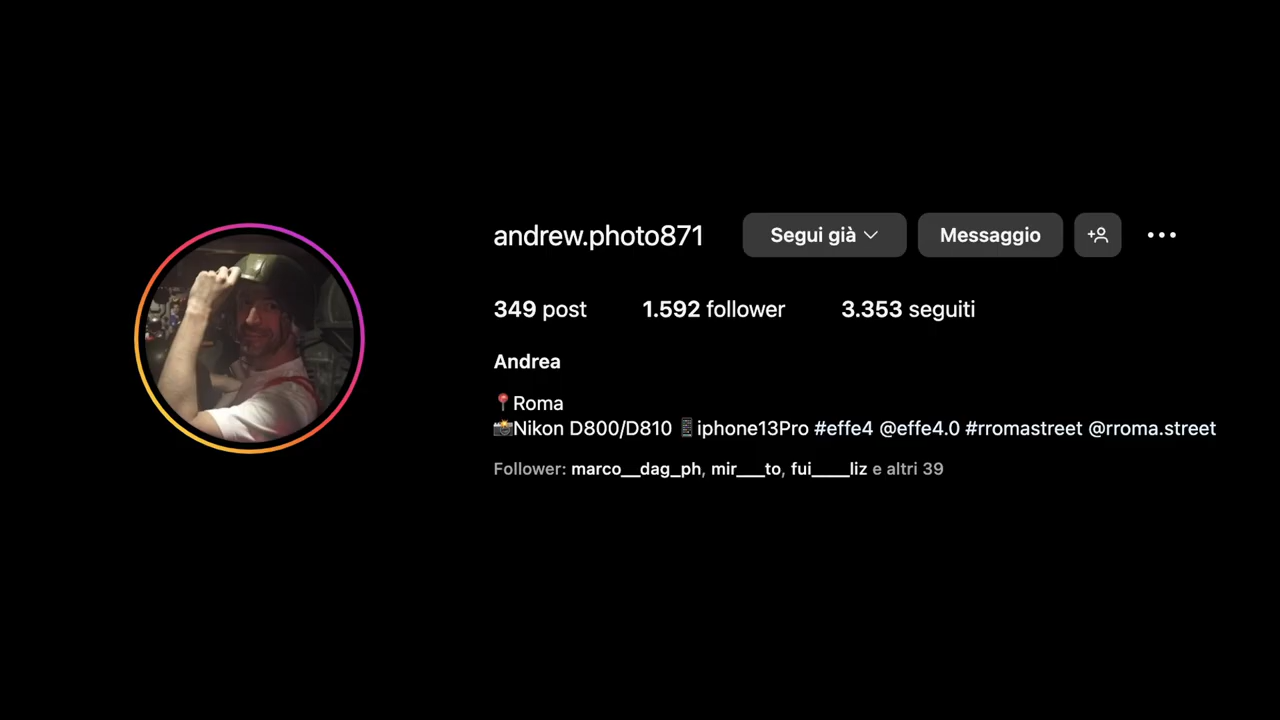 andrew.photo871 Segui già Messaggio
349 post 1.592 follower 3.353 seguiti
Andrea
📍Roma
📸Nikon D800/D810 📱iphone13Pro #effe4 @effe4.0 #rromastreet @rroma.street
Follower: marco__dag_ph, mir___to, fui____liz e altri 39